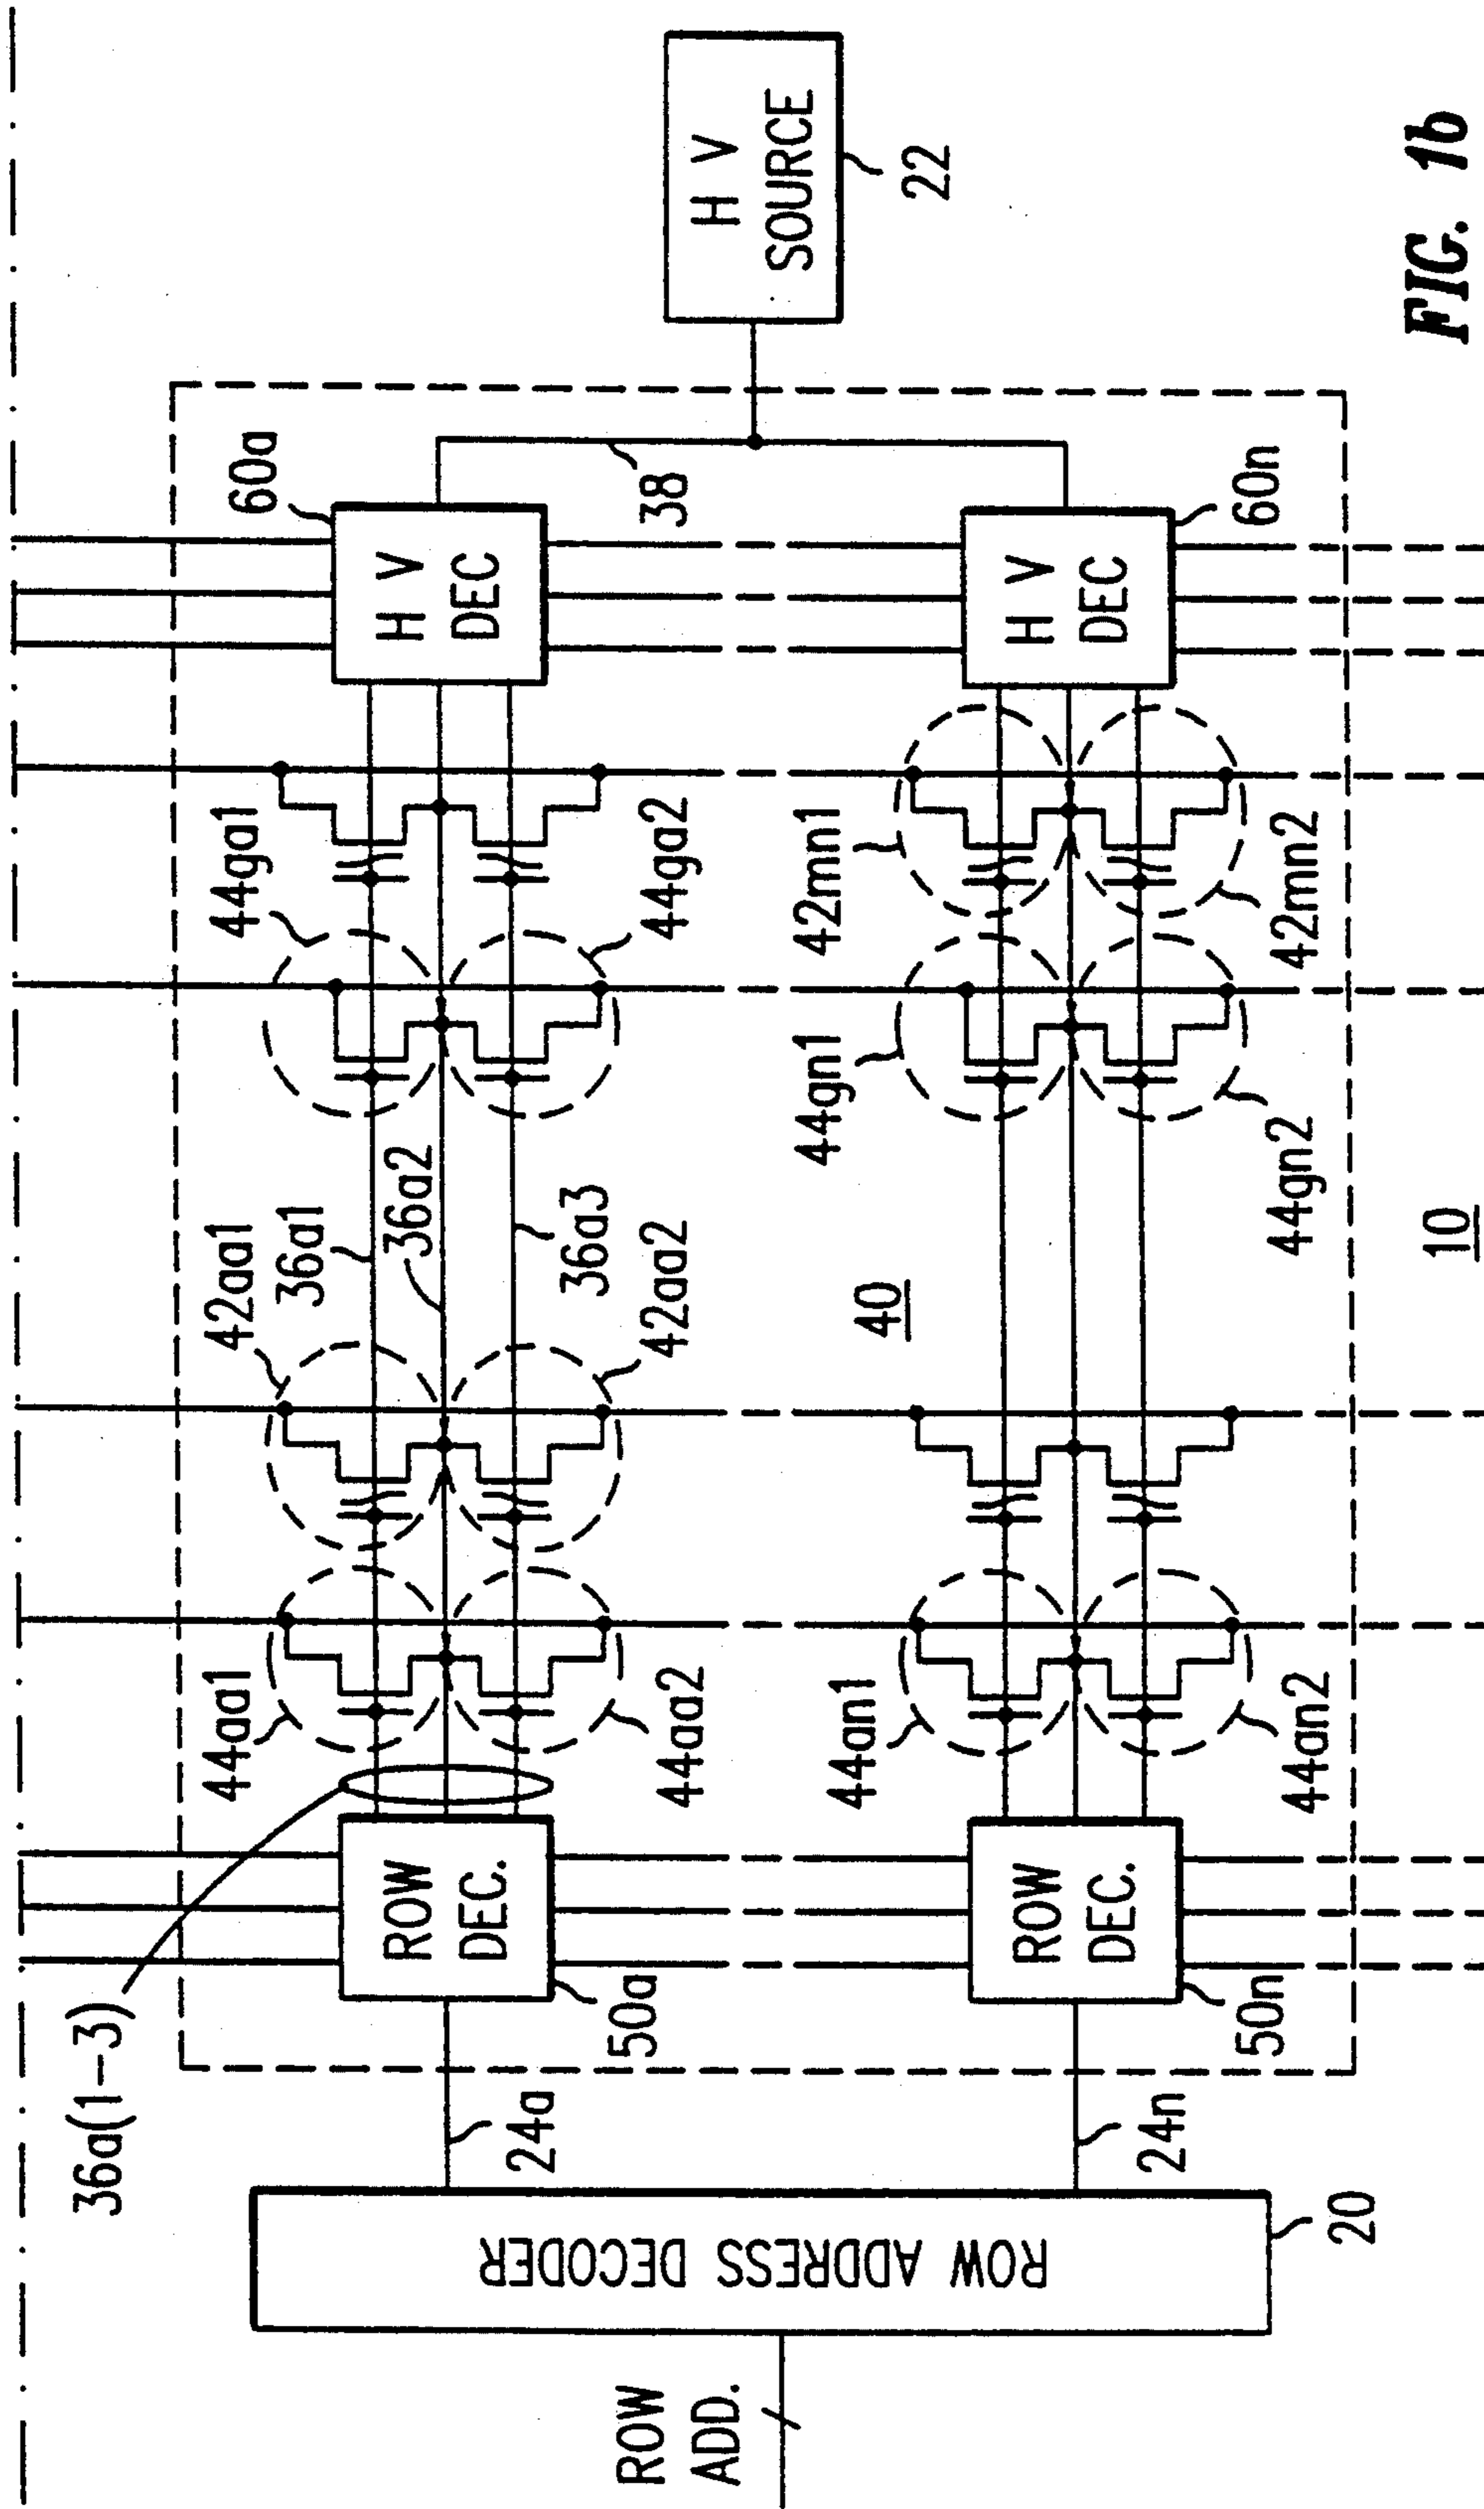 36a(1-3)
44aa1
42aa1
36a1
36a2
44ga1
60a
ROW
DEC.
H V
DEC
50a
44aa2
42aa2
36a3
44ga2
38
24a
ROW ADDRESS DECODER
ROW
ADD.
H V
SOURCE
22
40
44an1
44gn1
42mn1
ROW
DEC.
H V
DEC
24n
50n
44an2
44gn2
42mn2
60n
20
10
FIG. 1b